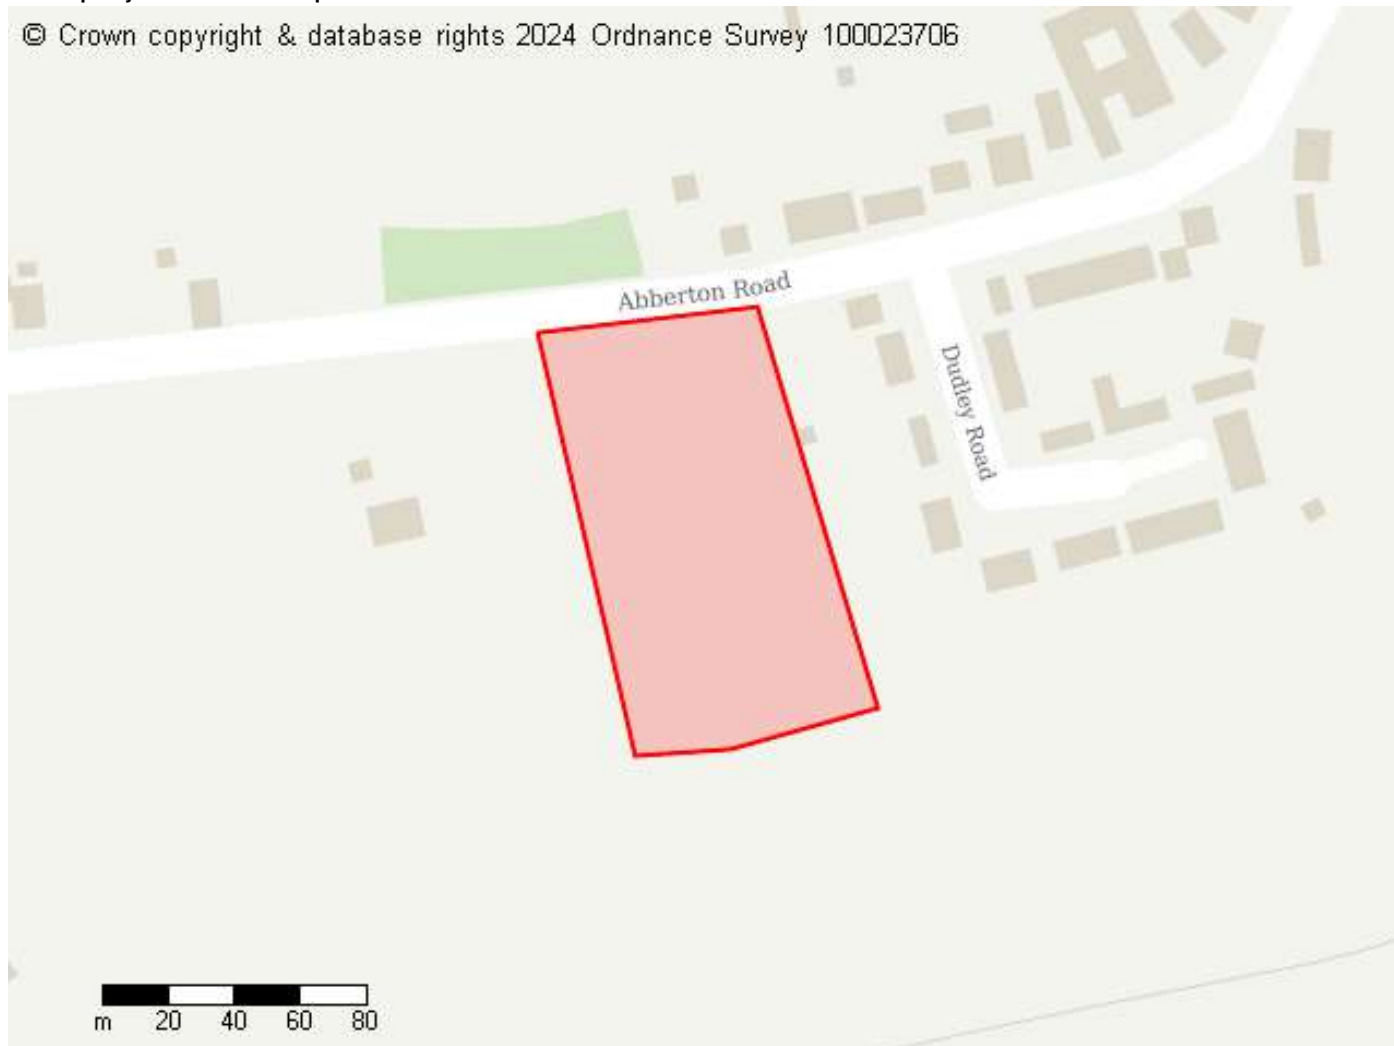 © Crown copyright & database rights 2024 Ordnance Survey 100023706
Abberton Road
Dudley Road
m 20 40 60 80